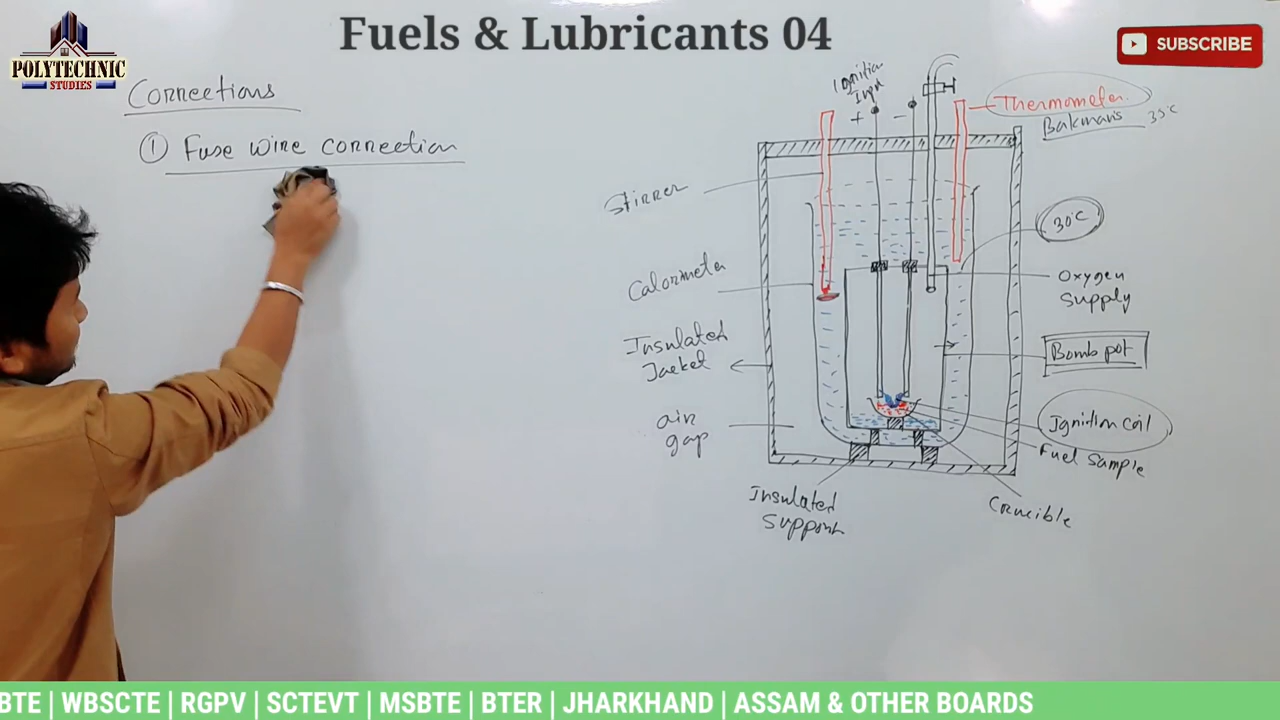 Fuels & Lubricants 04
POLYTECHNIC
STUDIES
SUBSCRIBE
Connections
① Fuse wire connection
Ignition
Input
+ -
Thermometer
Bakmans 35°C
Stirrer
30°C
Calorimeter
Oxygen
Supply
Insulated
Jacket
Bomb pot
air
gap
Ignition coil
Fuel Sample
Insulated
Support
Crucible
BTE | WBSCTE | RGPV | SCTEVT | MSBTE | BTER | JHARKHAND | ASSAM & OTHER BOARDS